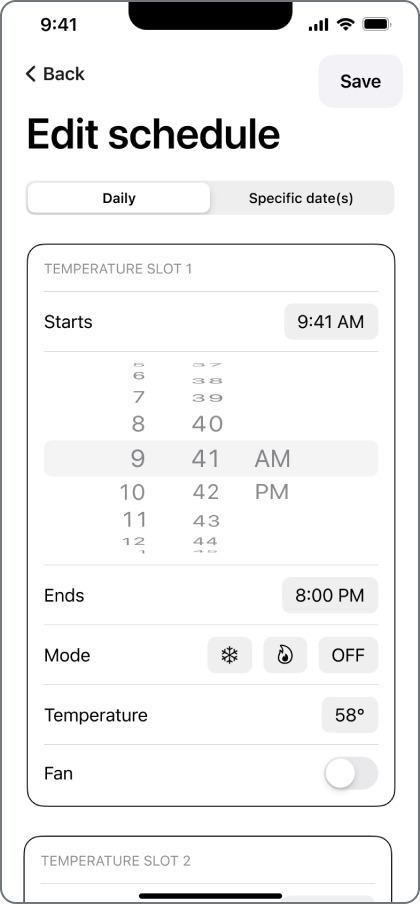 9:41
Back
Save
Edit schedule
Daily Specific date(s)
TEMPERATURE SLOT 1
Starts 9:41 AM
5 37
6 38
7 39
8 40
9 41 AM
10 42 PM
11 43
12 44
1 45
Ends 8:00 PM
Mode OFF
Temperature 58°
Fan
TEMPERATURE SLOT 2